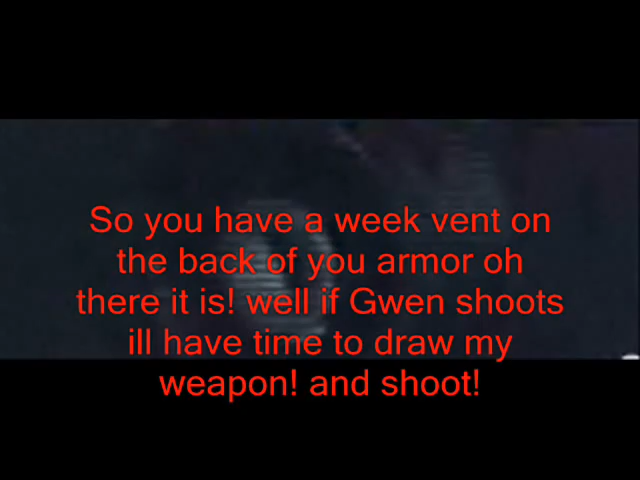 So you have a week vent on
the back of you armor oh
there it is! well if Gwen shoots
ill have time to draw my
weapon! and shoot!